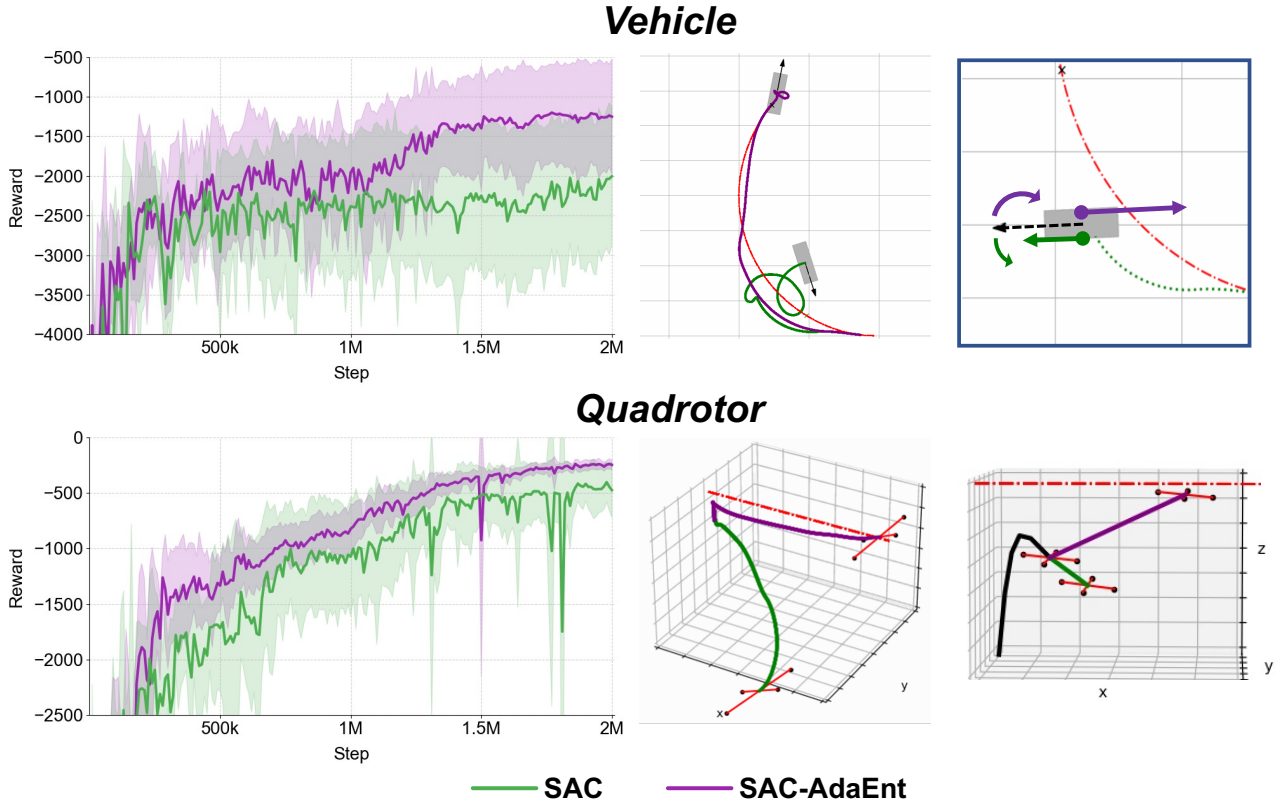 Vehicle
−500
−1000
−1500
−2000
−2500
−3000
−3500
−4000
Reward
500k 1M 1.5M 2M
Step
x
Quadrotor
0
−500
−1000
−1500
−2000
−2500
Reward
500k 1M 1.5M 2M
Step
x
y
z
y
x
SAC SAC-AdaEnt